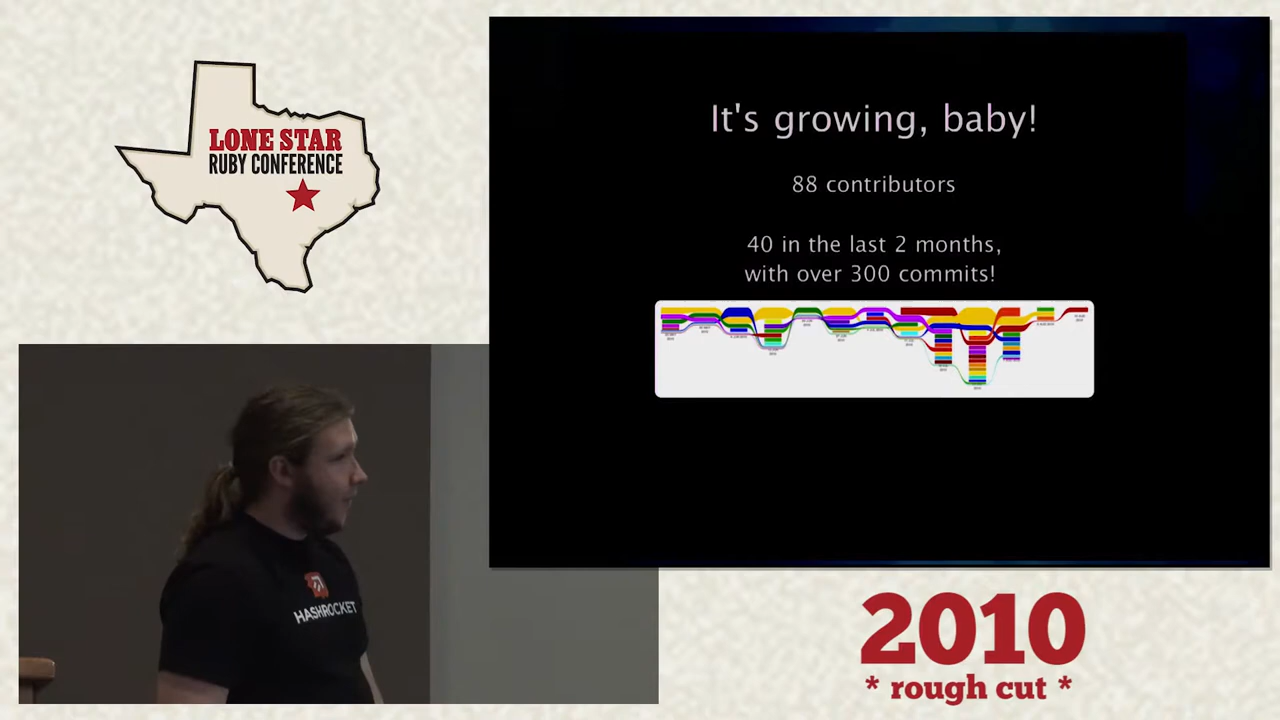 LONE STAR
RUBY CONFERENCE
It's growing, baby!
88 contributors
40 in the last 2 months,
with over 300 commits!
HASHROCKET
2010
* rough cut *